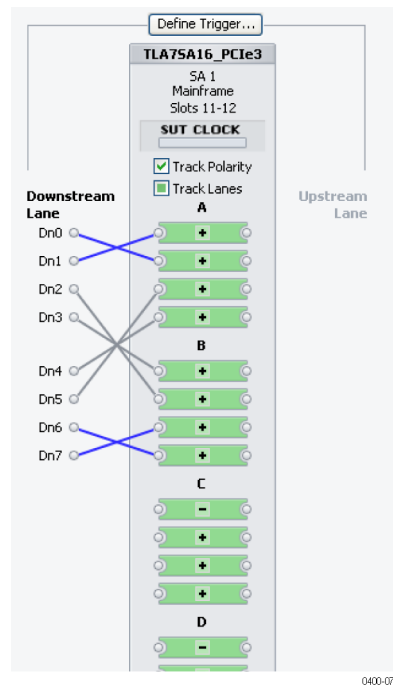 Define Trigger...
TLA7SA16_PCIe3
SA 1
Mainframe
Slots 11-12
SUT CLOCK
Track Polarity
Track Lanes
Downstream
Lane
Upstream
Lane
A
Dn0 +
Dn1 +
Dn2 +
Dn3 +
B
Dn4 +
Dn5 +
Dn6 +
Dn7 +
C
-
+
+
+
D
-
0400-07